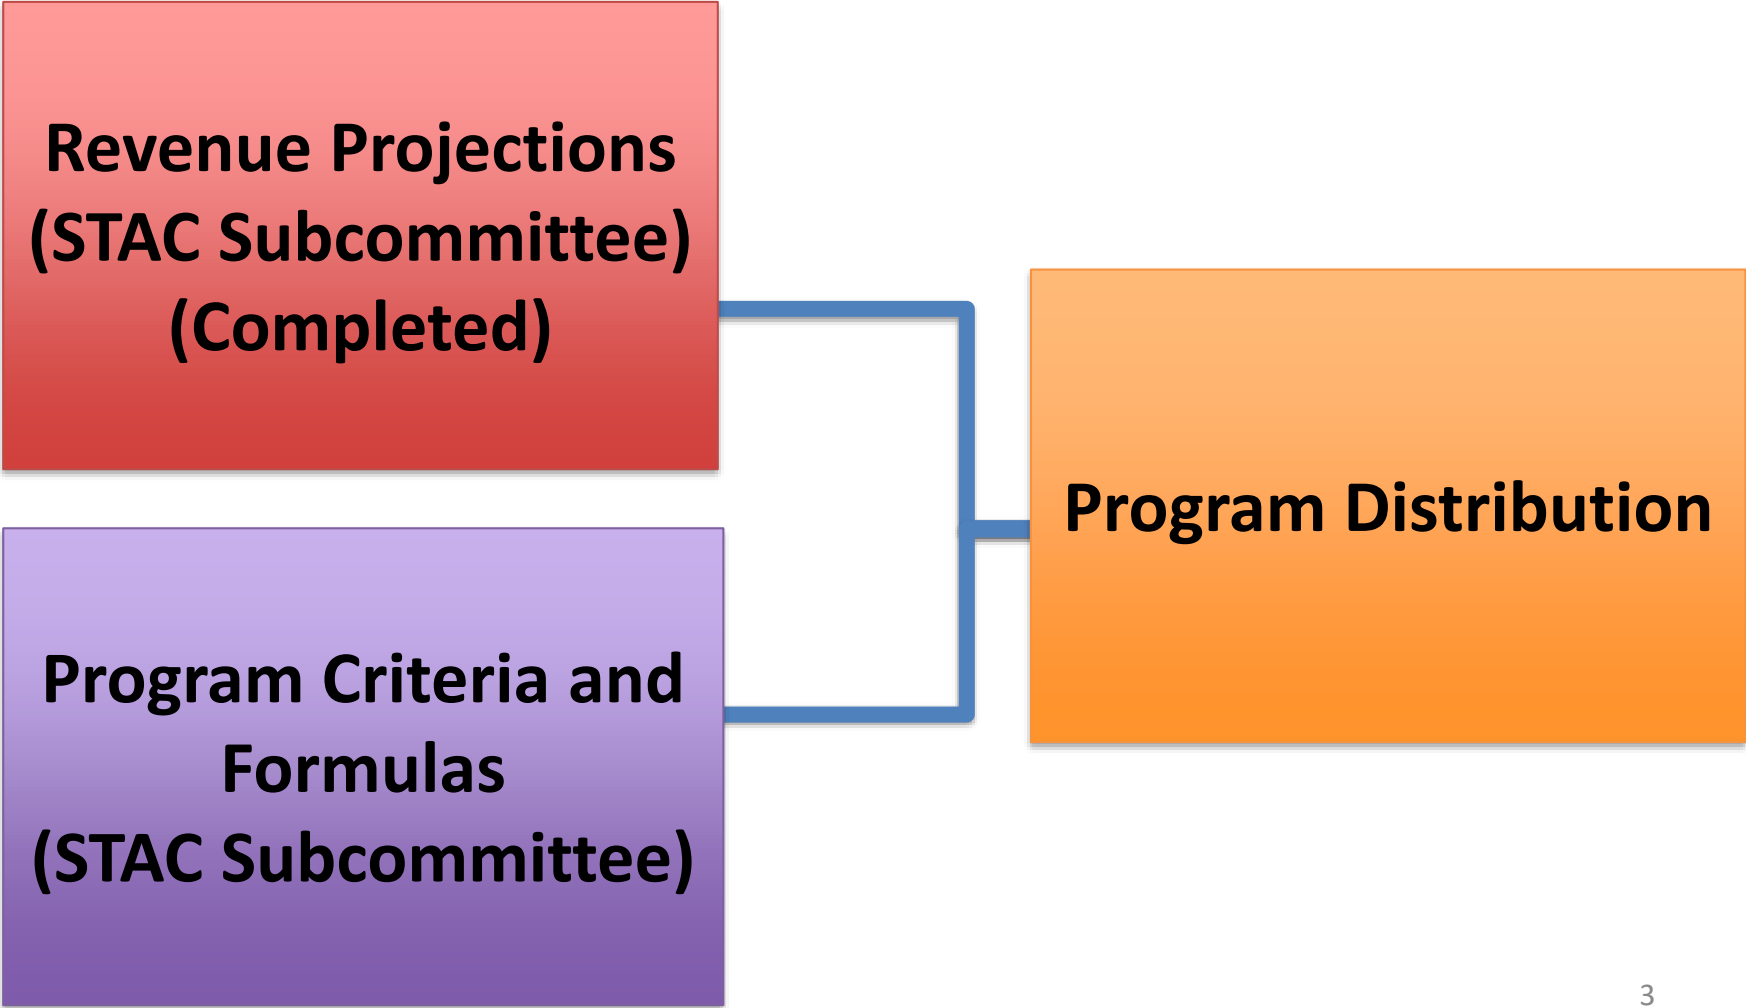 Revenue Projections
(STAC Subcommittee)
(Completed)
Program Distribution
Program Criteria and
Formulas
(STAC Subcommittee)
3